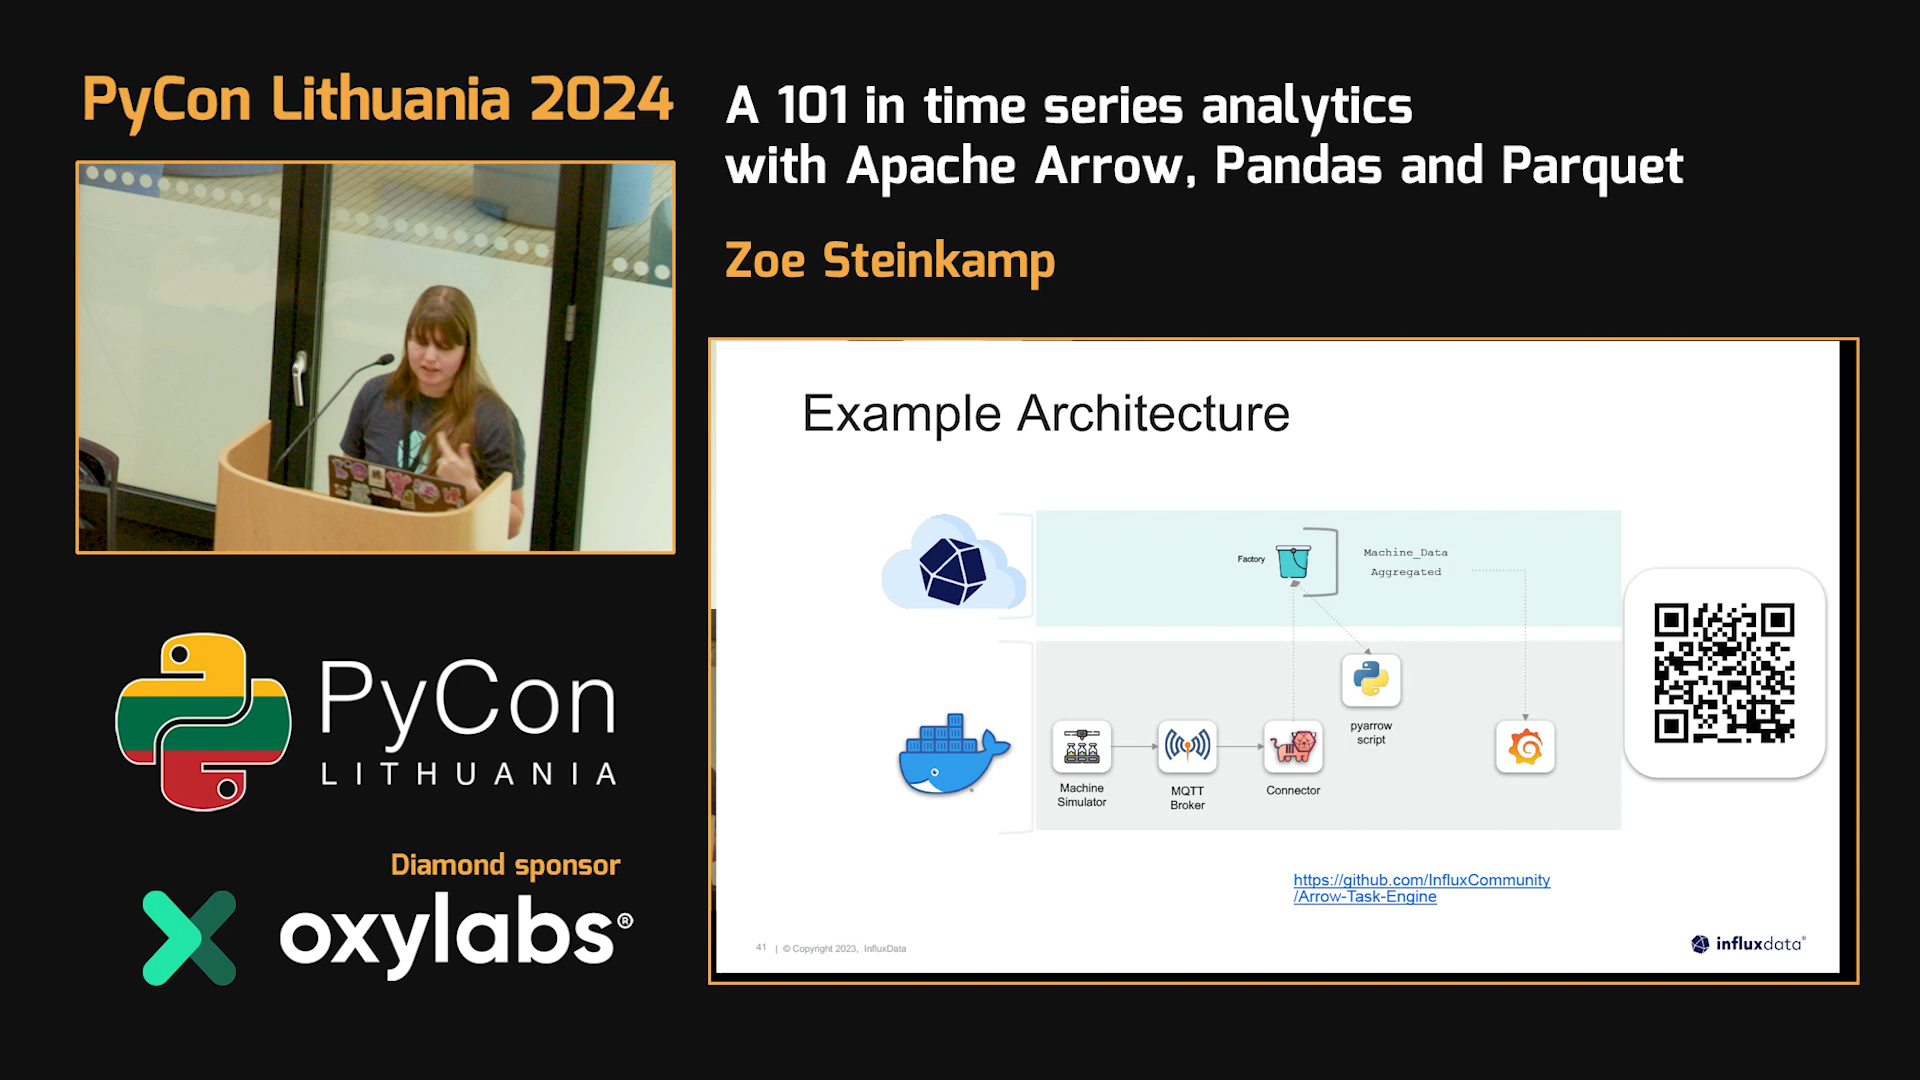 PyCon Lithuania 2024
A 101 in time series analytics
with Apache Arrow, Pandas and Parquet
Zoe Steinkamp
Example Architecture
Factory
Machine_Data
Aggregated
pyarrow
script
Machine
Simulator
MQTT
Broker
Connector
https://github.com/InfluxCommunity
/Arrow-Task-Engine
41 | © Copyright 2023, InfluxData
influxdata®
PyCon
LITHUANIA
Diamond sponsor
oxylabs®